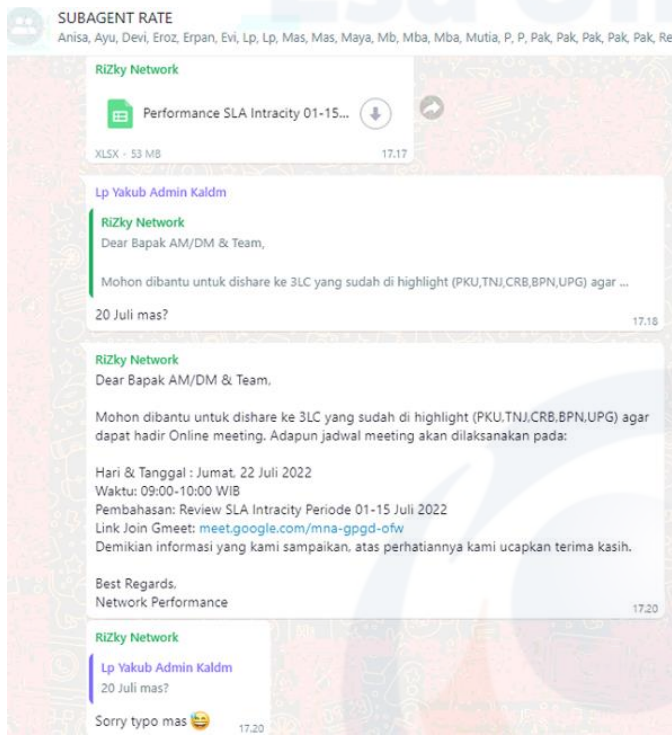 SUBAGENT RATE
Anisa, Ayu, Devi, Eroz, Erpan, Evi, Lp, Lp, Mas, Mas, Maya, Mb, Mba, Mba, Mutia, P, P, Pak, Pak, Pak, Pak, Pak, Re
RiZky Network
Performance SLA Intracity 01-15...
XLSX - 53 MB
17.17
Lp Yakub Admin Kaldm
RiZky Network
Dear Bapak AM/DM & Team,
Mohon dibantu untuk dishare ke 3LC yang sudah di highlight (PKU,TNJ,CRB,BPN,UPG) agar ...
20 Juli mas?
17.18
RiZky Network
Dear Bapak AM/DM & Team,
Mohon dibantu untuk dishare ke 3LC yang sudah di highlight (PKU,TNJ,CRB,BPN,UPG) agar
dapat hadir Online meeting. Adapun jadwal meeting akan dilaksanakan pada:
Hari & Tanggal : Jumat, 22 Juli 2022
Waktu: 09:00-10:00 WIB
Pembahasan: Review SLA Intracity Periode 01-15 Juli 2022
Link Join Gmeet: meet.google.com/mna-gpgd-ofw
Demikian informasi yang kami sampaikan, atas perhatiannya kami ucapkan terima kasih.
Best Regards,
Network Performance
17.20
RiZky Network
Lp Yakub Admin Kaldm
20 Juli mas?
Sorry typo mas 😅
17.20